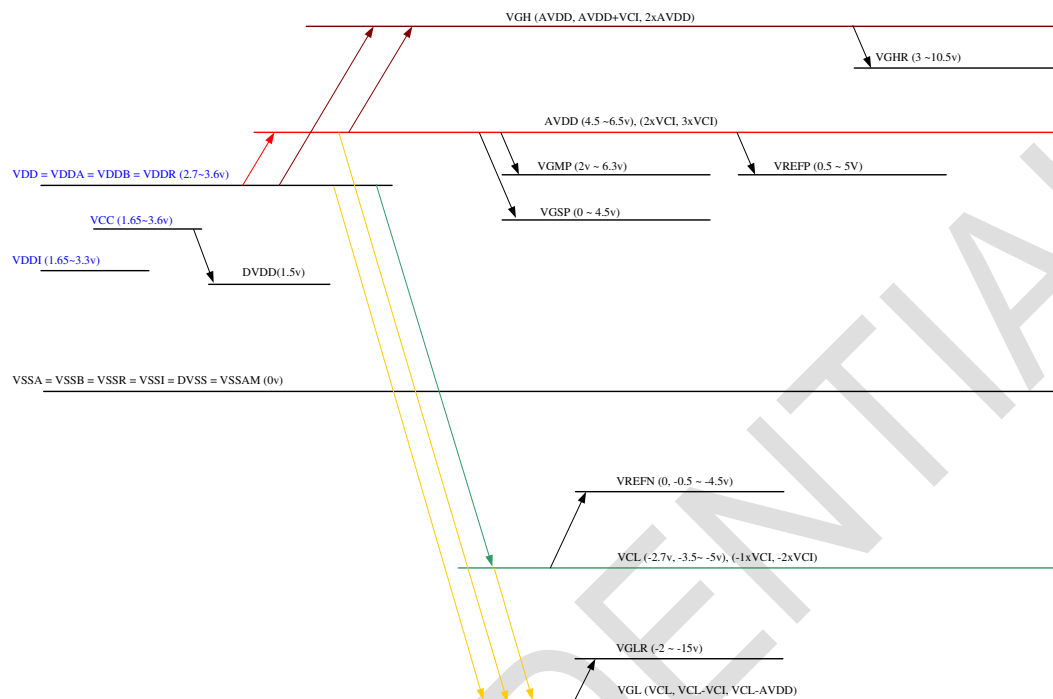 VGH (AVDD, AVDD+VCI, 2xAVDD)
VGHR (3 ~10.5v)
AVDD (4.5 ~6.5v), (2xVCI, 3xVCI)
VGMP (2v ~ 6.3v)
VREFP (0.5 ~ 5V)
VDD = VDDA = VDDB = VDDR (2.7~3.6v)
VGSP (0 ~ 4.5v)
VCC (1.65~3.6v)
VDDI (1.65~3.3v)
DVDD(1.5v)
VSSA = VSSB = VSSR = VSSI = DVSS = VSSAM (0v)
VREFN (0, -0.5 ~ -4.5v)
VCL (-2.7v, -3.5~ -5v), (-1xVCI, -2xVCI)
VGLR (-2 ~ -15v)
VGL (VCL, VCL-VCI, VCL-AVDD)
DENTIA